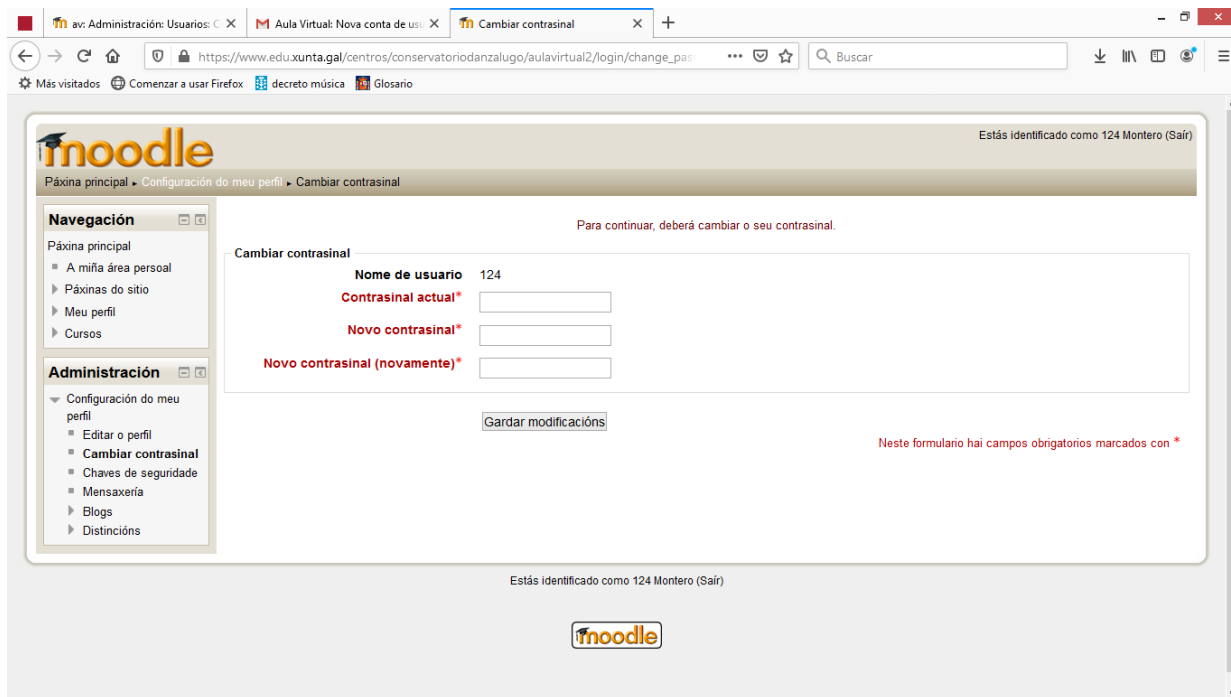 av: Administración: Usuarios: C
Aula Virtual: Nova conta de usu
Cambiar contrasinal
https://www.edu.xunta.gal/centros/conservatoriodanzalugo/aulavirtual2/login/change_pas
Buscar
Más visitados
Comenzar a usar Firefox
decreto música
Glosario
moodle
Estás identificado como 124 Montero (Saír)
Páxina principal ► Configuración do meu perfil ► Cambiar contrasinal
Navegación
Páxina principal
A miña área persoal
Páxinas do sitio
Meu perfil
Cursos
Administración
Configuración do meu
perfil
Editar o perfil
Cambiar contrasinal
Chaves de seguridade
Mensaxería
Blogs
Distincións
Para continuar, deberá cambiar o seu contrasinal.
Cambiar contrasinal
Nome de usuario 124
Contrasinal actual*
Novo contrasinal*
Novo contrasinal (novamente)*
Gardar modificacións
Neste formulario hai campos obrigatorios marcados con *
Estás identificado como 124 Montero (Saír)
moodle